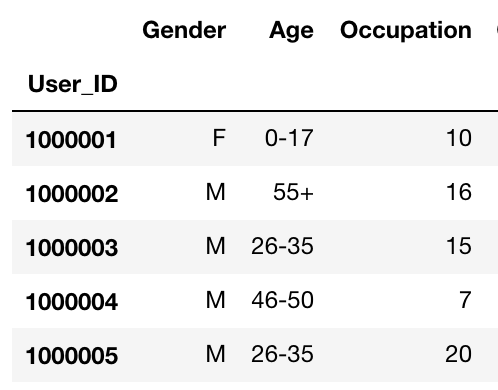 Gender Age Occupation
User_ID
1000001 F 0-17 10
1000002 M 55+ 16
1000003 M 26-35 15
1000004 M 46-50 7
1000005 M 26-35 20